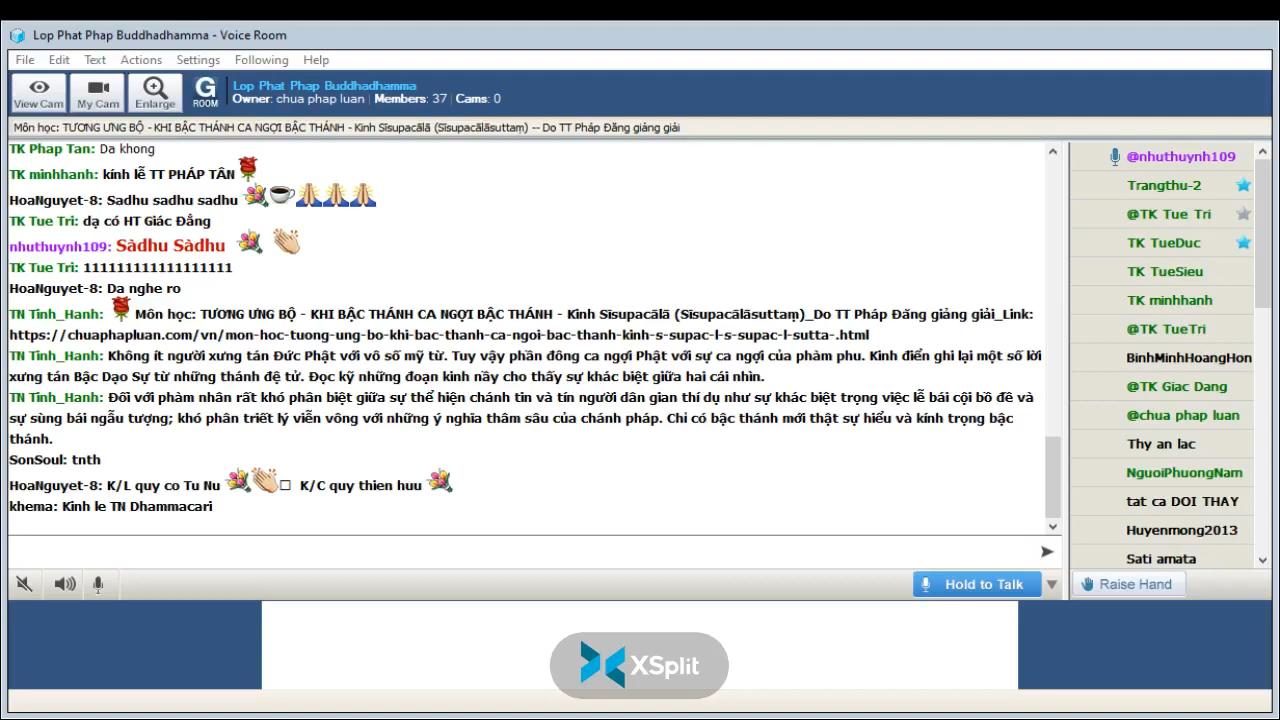 Lop Phat Phap Buddhadhamma - Voice Room
File Edit Text Actions Settings Following Help
View Cam My Cam Enlarge G ROOM
Lop Phat Phap Buddhadhamma
Owner: chua phap luan | Members: 37 | Cams: 0
Môn học: TƯƠNG ƯNG BỘ - KHI BẬC THÁNH CA NGỢI BẬC THÁNH - Kinh Sīsupacālā (Sīsupacālāsuttaṃ) -- Do TT Pháp Đăng giảng giải
TK Phap Tan: Da khong
TK minhhanh: kính lễ TT PHÁP TÂN
HoaNguyet-8: Sadhu sadhu sadhu
TK Tue Tri: dạ có HT Giác Đẳng
nhuthuynh109: Sàdhu Sàdhu
TK Tue Tri: 111111111111111111
HoaNguyet-8: Da nghe ro
TN Tinh_Hanh: Môn học: TƯƠNG ƯNG BỘ - KHI BẬC THÁNH CA NGỢI BẬC THÁNH - Kinh Sīsupacālā (Sīsupacālāsuttaṃ)_Do TT Pháp Đăng giảng giải_Link:
https://chuaphapluan.com/vn/mon-hoc-tuong-ung-bo-khi-bac-thanh-ca-ngoi-bac-thanh-kinh-s-supac-l-s-supac-l-sutta-.html
TN Tinh_Hanh: Không ít người xưng tán Đức Phật với vô số mỹ từ. Tuy vậy phần đông ca ngợi Phật với sự ca ngợi của phàm phu. Kinh điển ghi lại một số lời
xưng tán Bậc Đạo Sư từ những thánh đệ tử. Đọc kỹ những đoạn kinh nầy cho thấy sự khác biệt giữa hai cái nhìn.
TN Tinh_Hanh: Đối với phàm nhân rất khó phân biệt giữa sự thể hiện chánh tin và tín người dân gian thí dụ như sự khác biệt trọng việc lễ bái cội bồ đề và
sự sùng bái ngẫu tượng; khó phân triết lý viễn vông với những ý nghĩa thâm sâu của chánh pháp. Chỉ có bậc thánh mới thật sự hiểu và kính trọng bậc
thánh.
SonSoul: tnth
HoaNguyet-8: K/L quy co Tu Nu K/C quy thien huu
khema: Kinh le TN Dhammacari
@nhuthuynh109
Trangthu-2
@TK Tue Tri
TK TueDuc
TK TueSieu
TK minhhanh
@TK TueTri
BinhMinhHoangHon
@TK Giac Dang
@chua phap luan
Thy an lac
NguoiPhuongNam
tat ca DOI THAY
Huyenmong2013
Sati amata
Hold to Talk
Raise Hand
XSplit